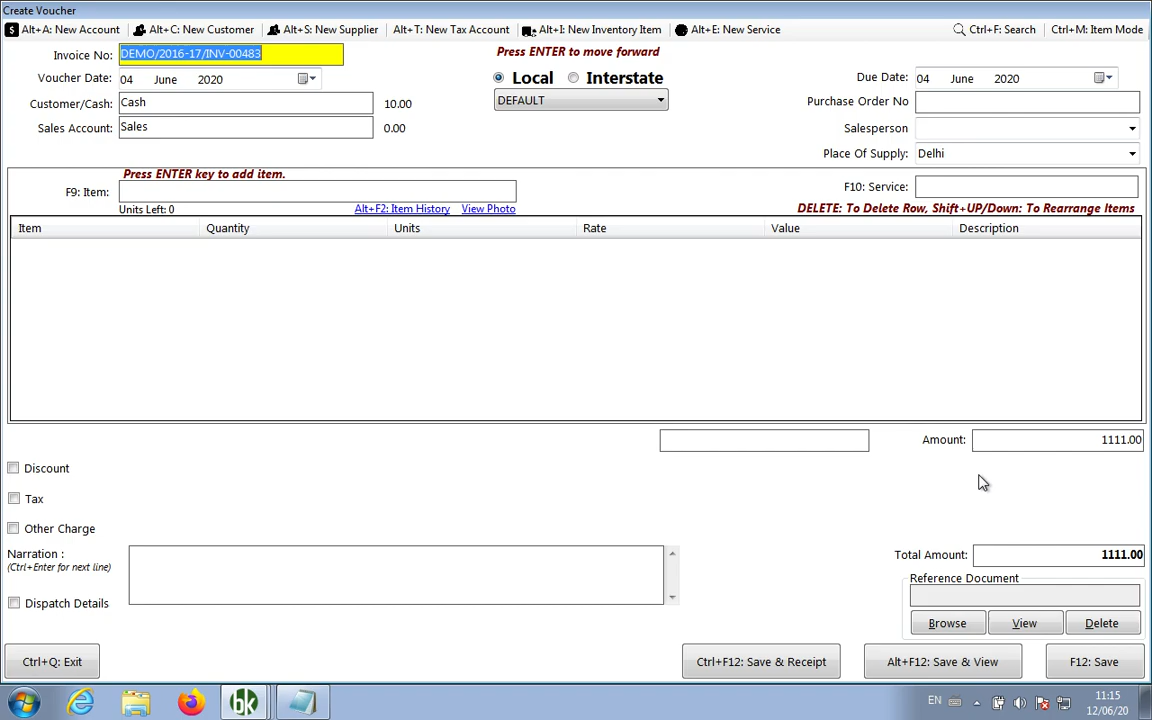 Create Voucher
Alt+A: New Account Alt+C: New Customer Alt+S: New Supplier Alt+T: New Tax Account Alt+I: New Inventory Item Alt+E: New Service Ctrl+F: Search Ctrl+M: Item Mode
Invoice No: DEMO/2016-17/INV-00483 Press ENTER to move forward
Voucher Date: 04 June 2020 Local Interstate Due Date: 04 June 2020
Customer/Cash: Cash 10.00 DEFAULT Purchase Order No
Sales Account: Sales 0.00 Salesperson
Place Of Supply: Delhi
Press ENTER key to add item.
F9: Item: F10: Service:
Units Left: 0 Alt+F2: Item History View Photo DELETE: To Delete Row, Shift+UP/Down: To Rearrange Items
Item Quantity Units Rate Value Description
Amount: 1111.00
Discount
Tax
Other Charge
Narration : Total Amount: 1111.00
(Ctrl+Enter for next line)
Reference Document
Dispatch Details
Browse View Delete
Ctrl+Q: Exit Ctrl+F12: Save & Receipt Alt+F12: Save & View F12: Save
bk EN 11:15
12/06/20